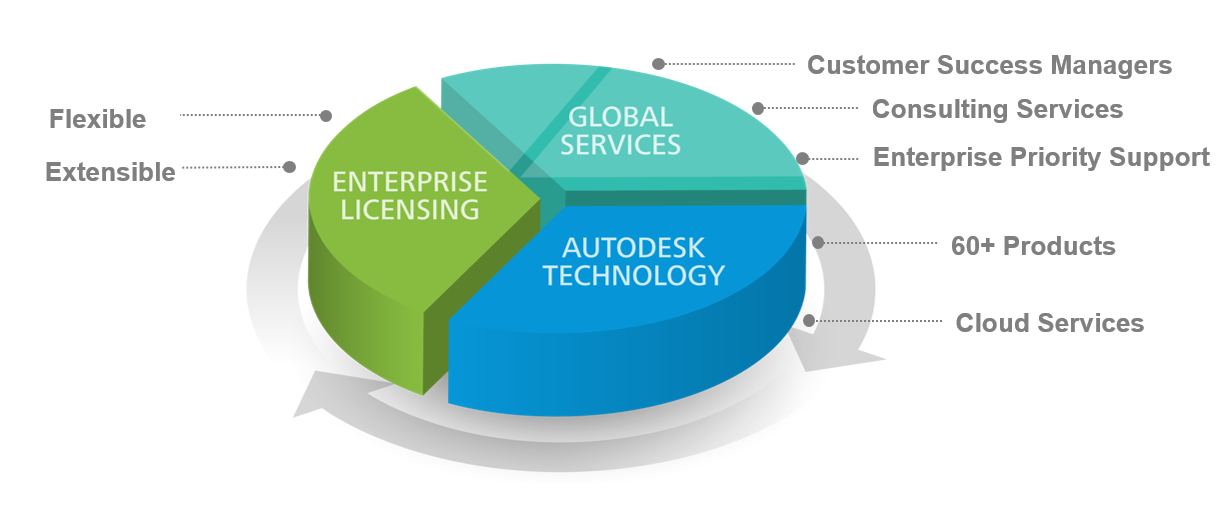 Customer Success Managers
Flexible
GLOBAL
SERVICES
Consulting Services
Extensible
Enterprise Priority Support
ENTERPRISE
LICENSING
AUTODESK
TECHNOLOGY
60+ Products
Cloud Services